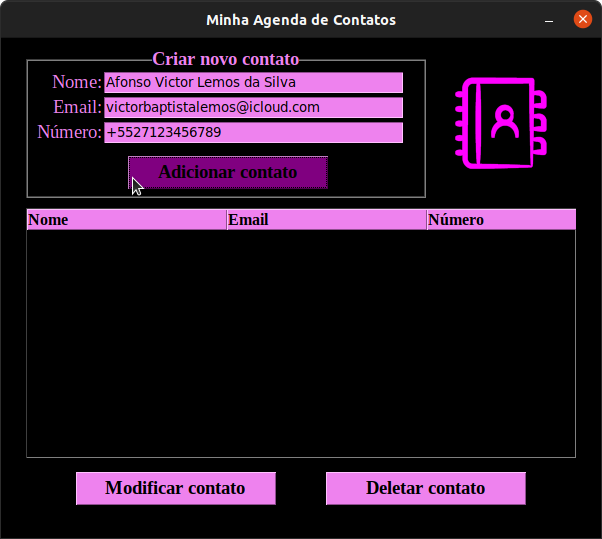 Minha Agenda de Contatos
Criar novo contato
Nome: Afonso Victor Lemos da Silva
Email: victorbaptistalemos@icloud.com
Número: +5527123456789
Adicionar contato
Nome Email Número
Modificar contato Deletar contato